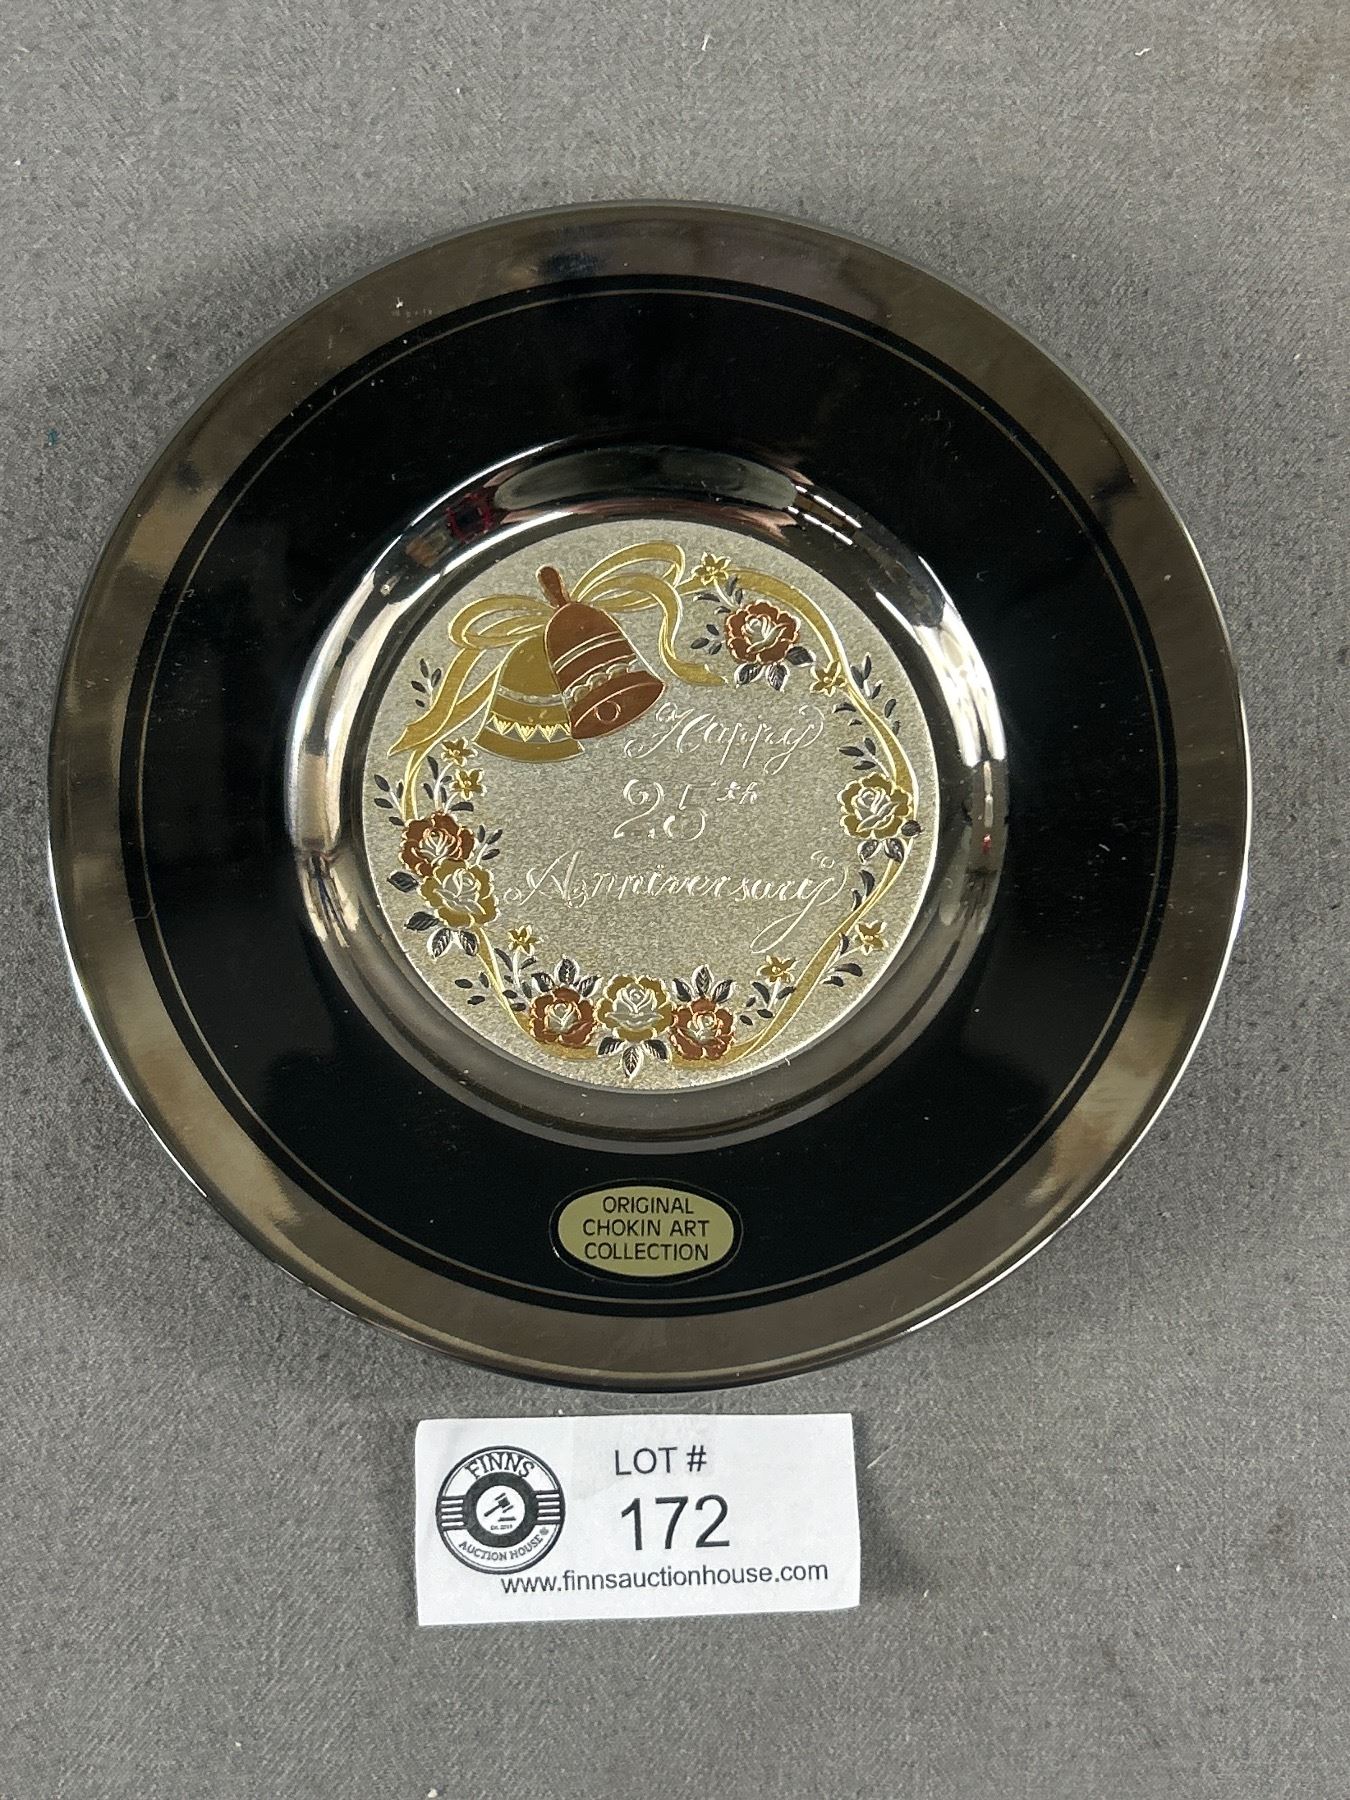 Happy
25th
Anniversary
ORIGINAL
CHOKIN ART
COLLECTION
FINNS
AUCTION HOUSE
LOT #
172
www.finnsauctionhouse.com